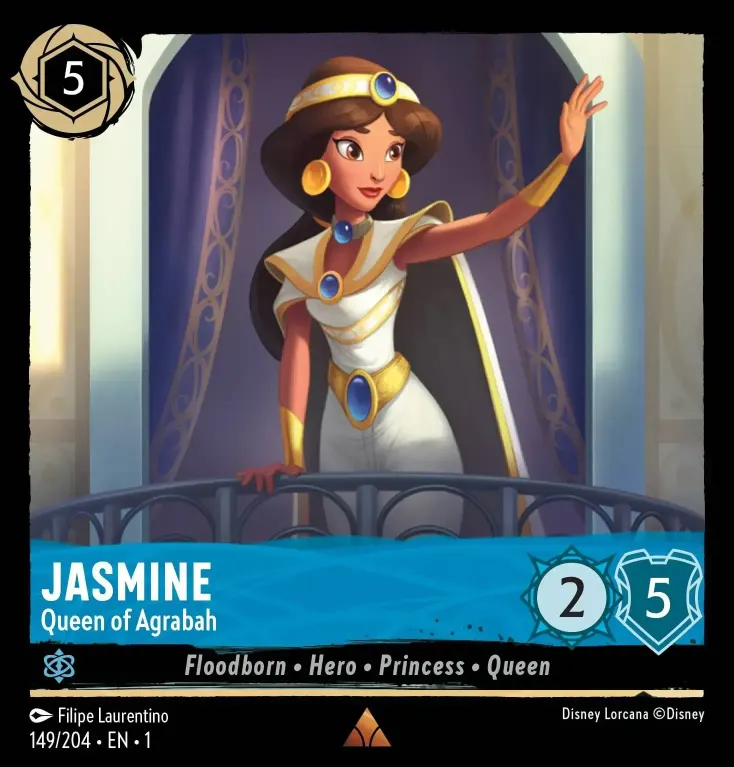 5
JASMINE
Queen of Agrabah
2
5
Floodborn • Hero • Princess • Queen
Filipe Laurentino
Disney Lorcana ©Disney
149/204 • EN • 1